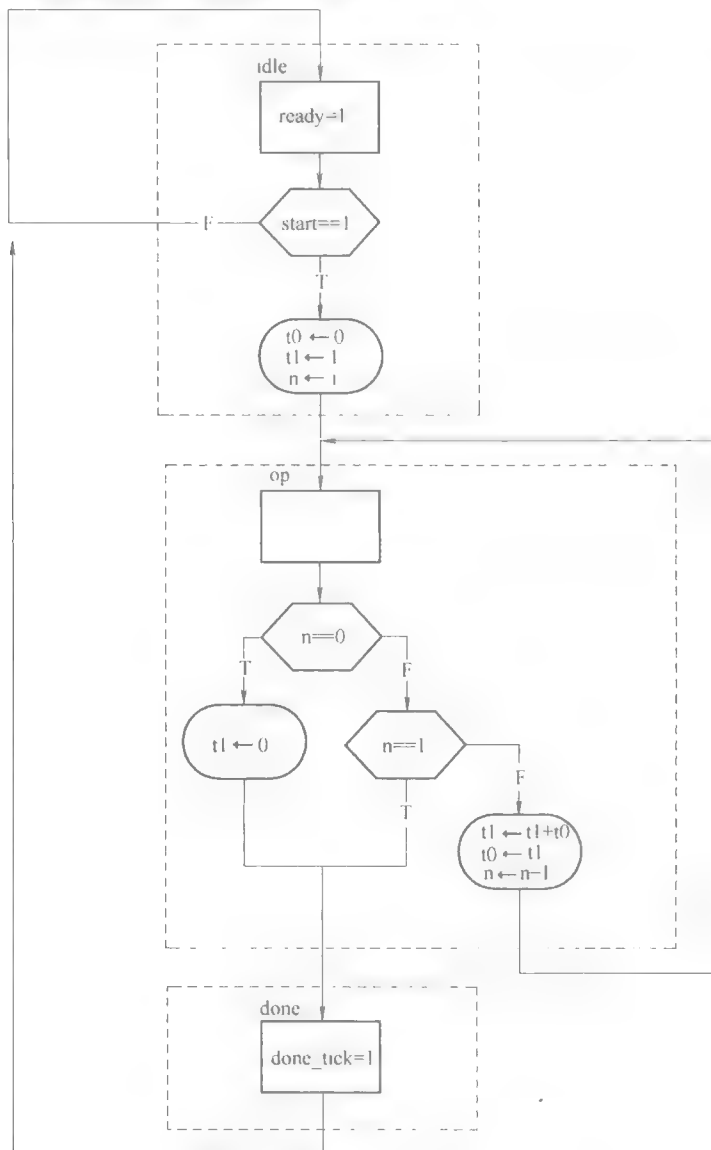 idle
ready=1
start==1
F
T
t0 ← 0
t1 ← 1
n ← i
op
n==0
T
F
t1 ← 0
n==1
T
F
t1 ← t1+t0
t0 ← t1
n ← n−1
done
done_tick=1